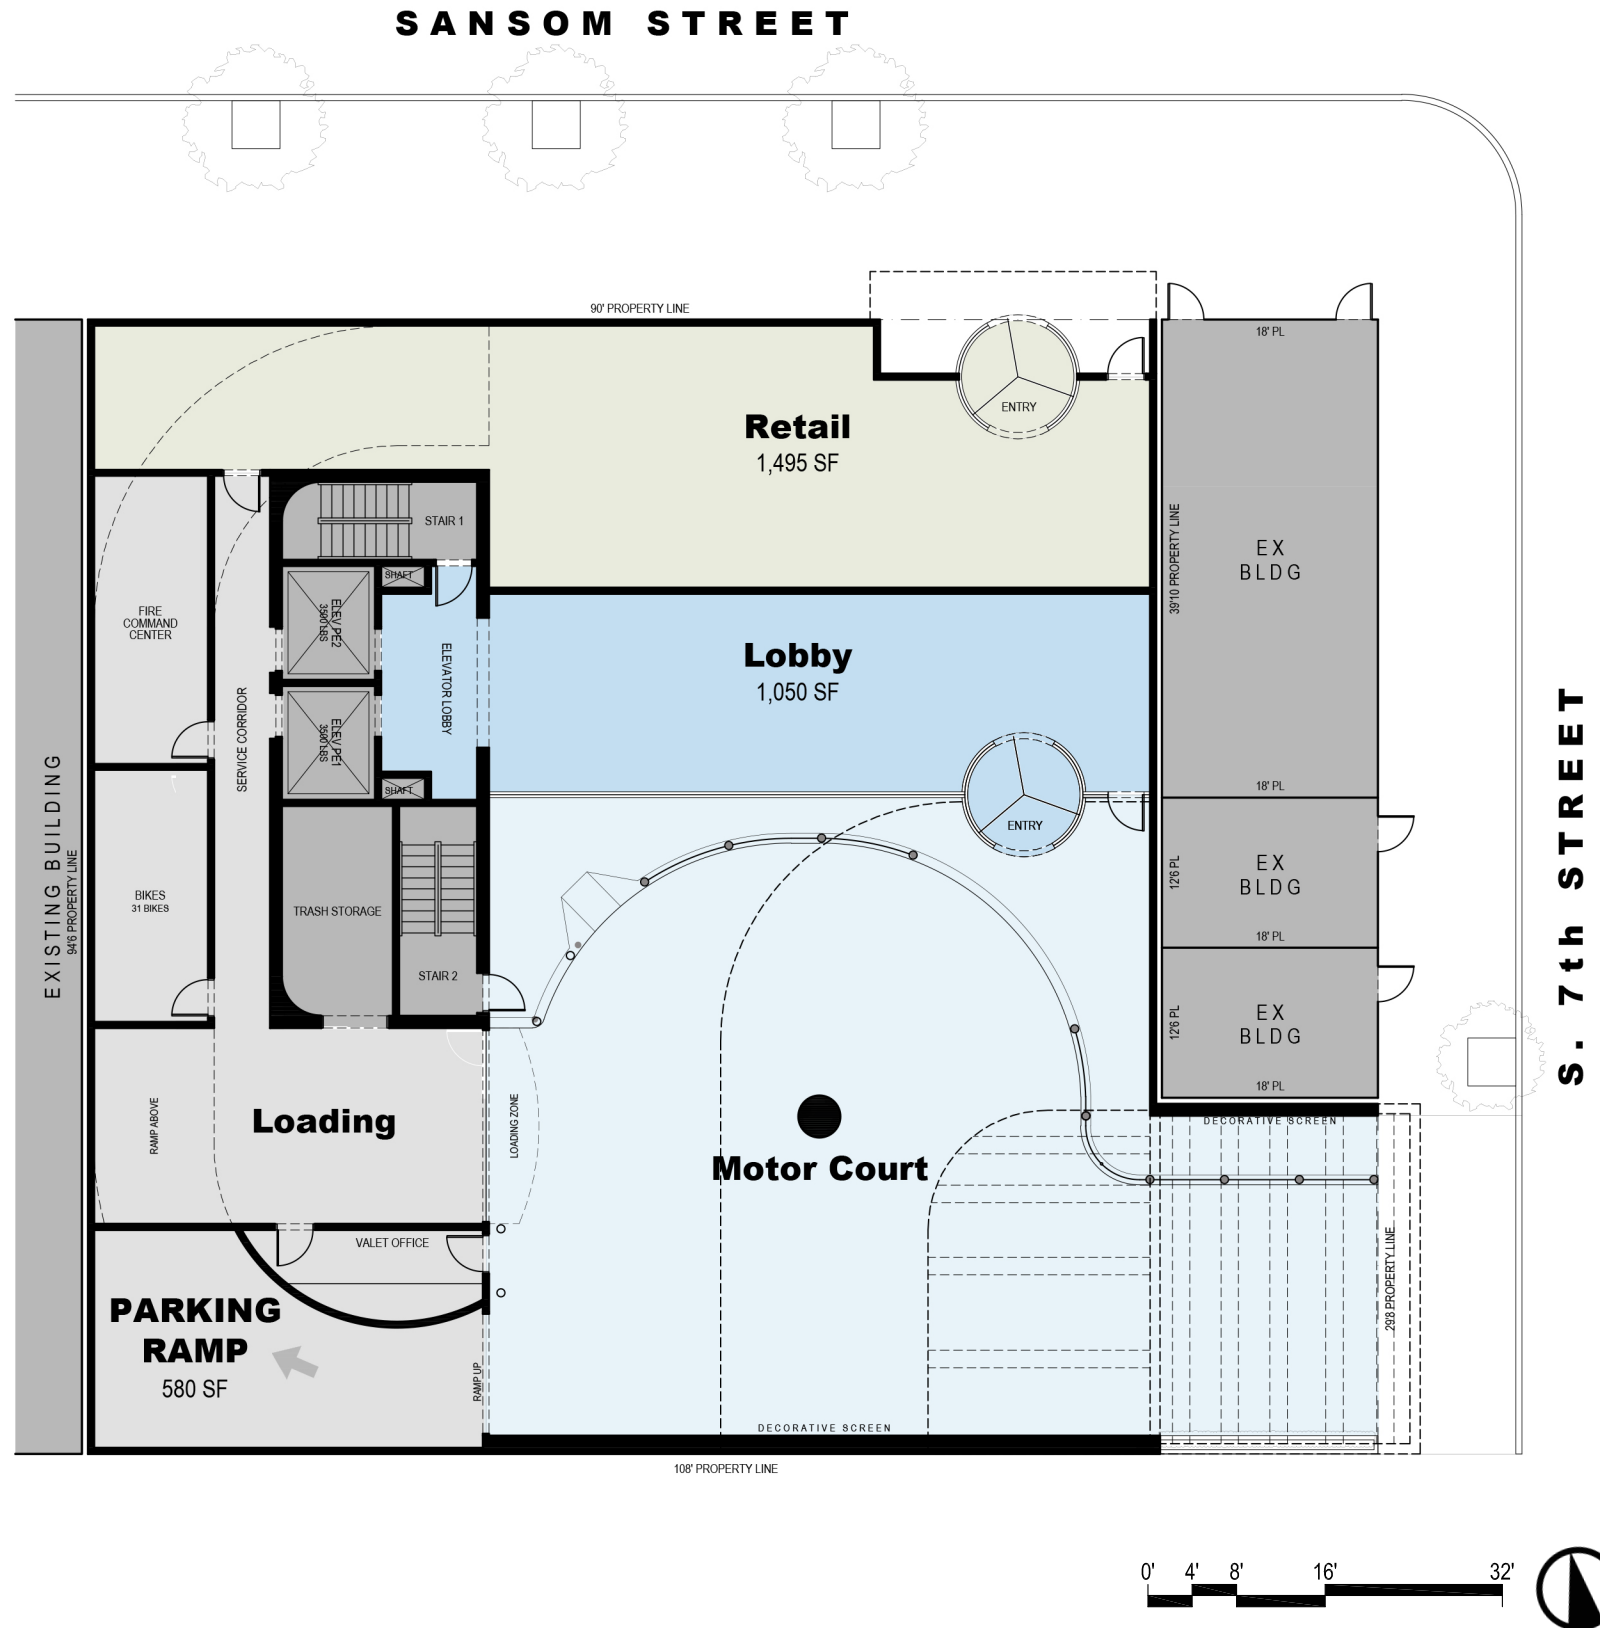 SANSOM STREET
90' PROPERTY LINE
18' PL
ENTRY
Retail
1,495 SF
STAIR 1
39'10 PROPERTY LINE
EX
BLDG
SHAFT
FIRE
COMMAND
CENTER
ELEV PE2
3500 LBS
ELEVATOR LOBBY
Lobby
1,050 SF
SERVICE CORRIDOR
ELEV PE1
3500 LBS
S. 7th STREET
EXISTING BUILDING
94'6 PROPERTY LINE
SHAFT
18' PL
ENTRY
12'6 PL
EX
BLDG
BIKES
31 BIKES
TRASH STORAGE
18' PL
STAIR 2
12'6 PL
EX
BLDG
18' PL
RAMP ABOVE
Loading
LOADING ZONE
DECORATIVE SCREEN
Motor Court
VALET OFFICE
29'8 PROPERTY LINE
PARKING
RAMP
580 SF
RAMP UP
DECORATIVE SCREEN
108' PROPERTY LINE
0' 4' 8' 16' 32'